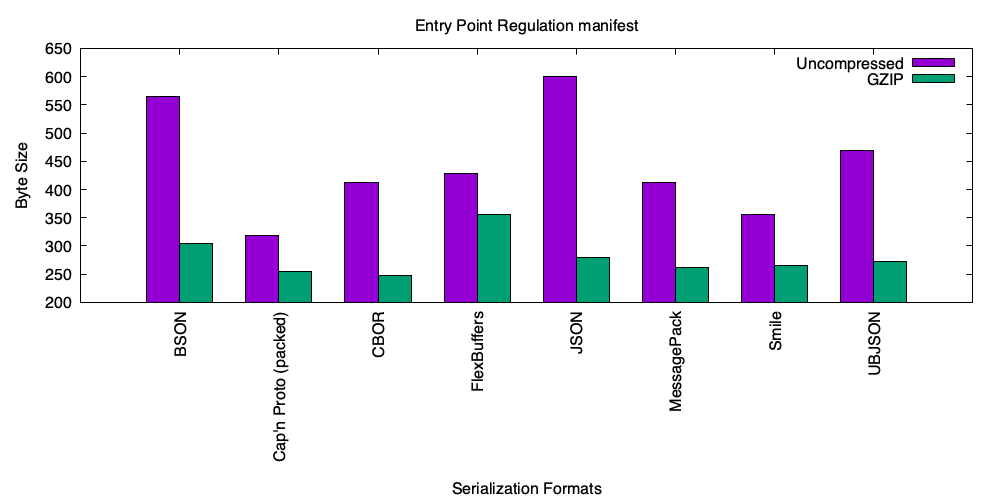 Entry Point Regulation manifest
Uncompressed
GZIP
Byte Size
650
600
550
500
450
400
350
300
250
200
BSON
Cap'n Proto (packed)
CBOR
FlexBuffers
JSON
MessagePack
Smile
UBJSON
Serialization Formats